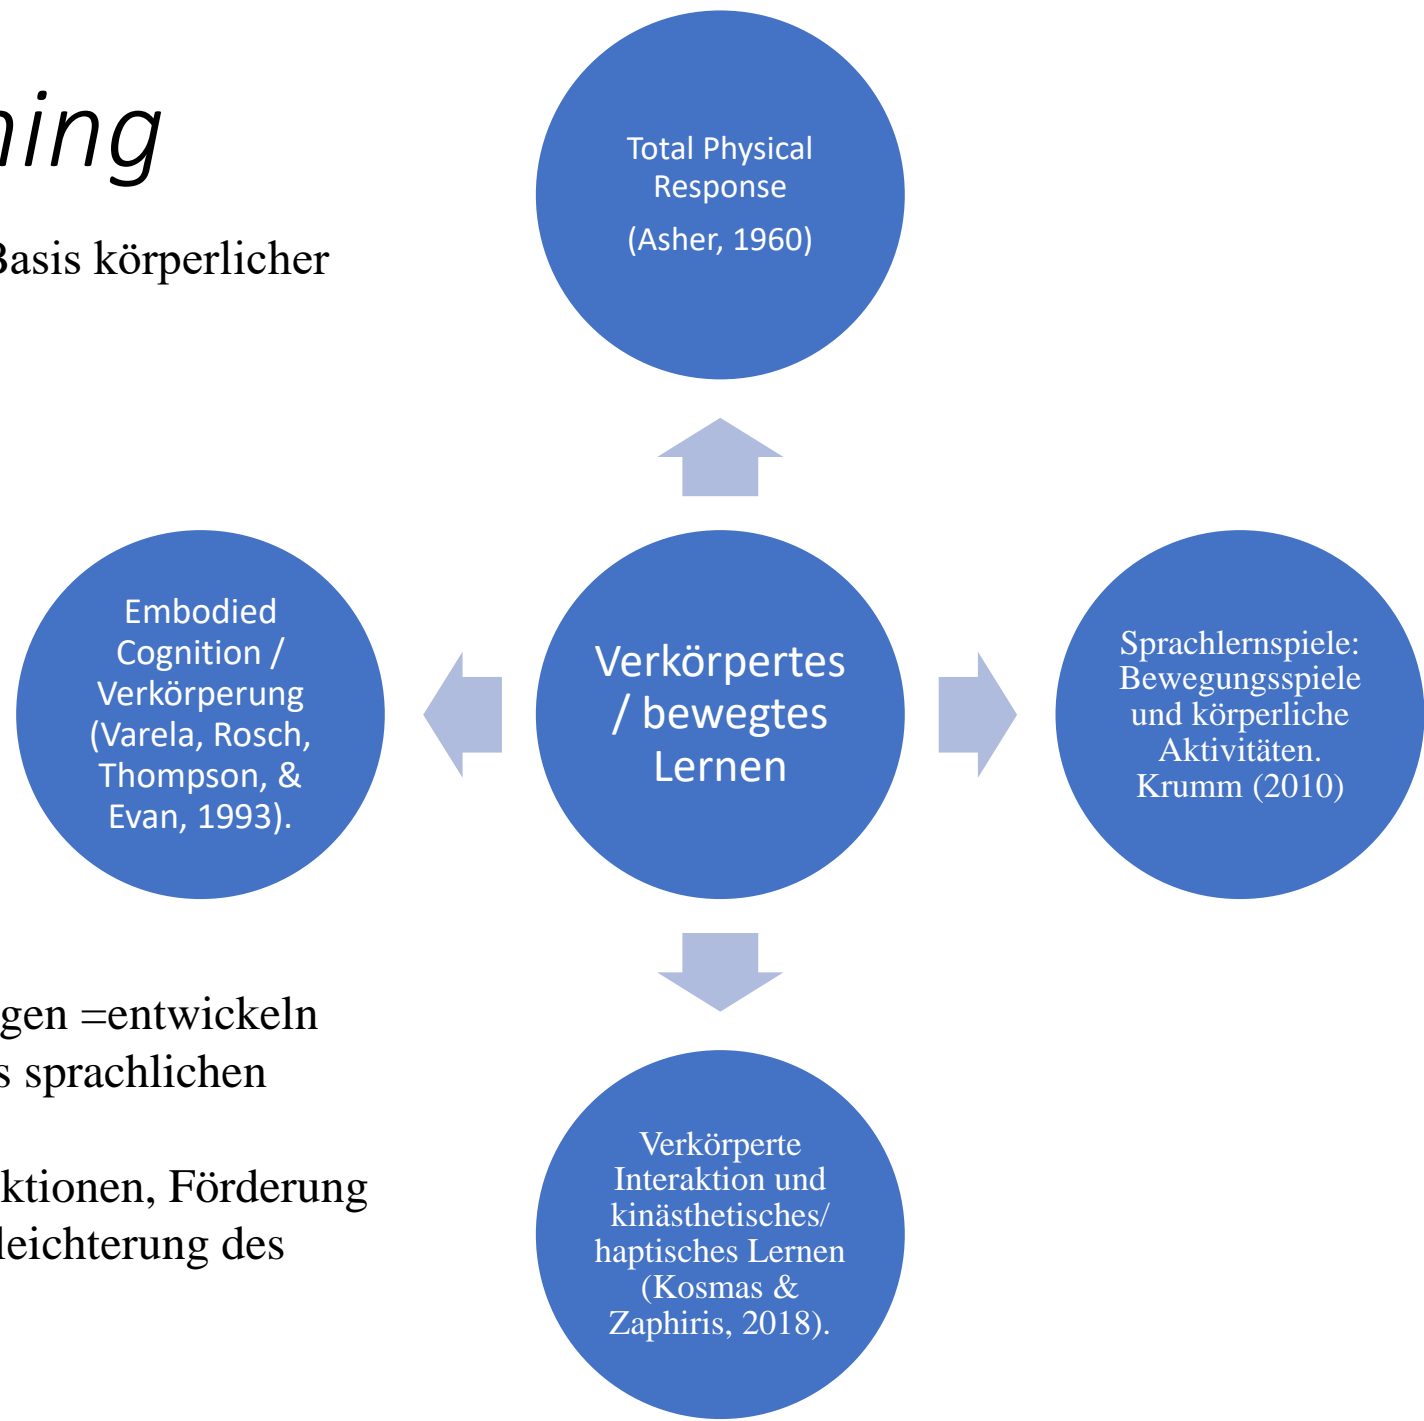 ning
Basis körperlicher
gen =entwickeln
s sprachlichen
ktionen, Förderung
leichterung des
Total Physical
Response
(Asher, 1960)
Embodied
Cognition /
Verkörperung
(Varela, Rosch,
Thompson, &
Evan, 1993).
Verkörpertes
/ bewegtes
Lernen
Sprachlernspiele:
Bewegungsspiele
und körperliche
Aktivitäten.
Krumm (2010)
Verkörperte
Interaktion und
kinästhetisches/
haptisches Lernen
(Kosmas &
Zaphiris, 2018).